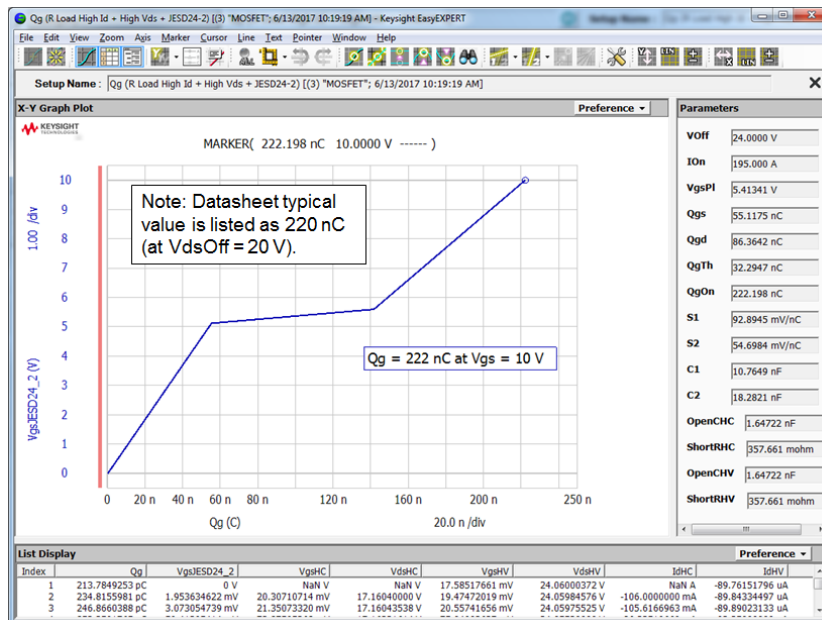 Qg (R Load High Id + High Vds + JESD24-2) [(3) "MOSFET"; 6/13/2017 10:19:19 AM] - Keysight EasyEXPERT
File Edit View Zoom Axis Marker Cursor Line Text Pointer Window Help
Setup Name : Qg (R Load High Id + High Vds + JESD24-2) [(3) "MOSFET"; 6/13/2017 10:19:19 AM]
X-Y Graph Plot Preference
KEYSIGHT
TECHNOLOGIES
MARKER( 222.198 nC 10.0000 V ------ )
Note: Datasheet typical
value is listed as 220 nC
(at VdsOff = 20 V).
Qg = 222 nC at Vgs = 10 V
1.00 /div
VgsJESD24_2 (V)
10
9
8
7
6
5
4
3
2
1
0
0 20 n 40 n 60 n 80 n 120 n 160 n 200 n 250 n
Qg (C) 20.0 n /div
Parameters
VOff 24.0000 V
IOn 195.000 A
VgsPl 5.41341 V
Qgs 55.1175 nC
Qgd 86.3642 nC
QgTh 32.2947 nC
QgOn 222.198 nC
S1 92.8945 mV/nC
S2 54.6984 mV/nC
C1 10.7649 nF
C2 18.2821 nF
OpenCHC 1.64722 nF
ShortRHC 357.661 mohm
OpenCHV 1.64722 nF
ShortRHV 357.661 mohm
List Display Preference
Index Qg VgsJESD24_2 VgsHC VdsHC VgsHV VdsHV IdHC IdHV
1 213.7849253 pC 0 V NaN V NaN V 17.58517661 mV 24.06000372 V NaN A -89.76151796 uA
2 234.8155981 pC 1.953634622 mV 20.30710714 mV 17.16040000 V 19.47472019 mV 24.05984576 V -106.0000000 mA -89.84334497 uA
3 246.8660388 pC 3.073054739 mV 21.35073320 mV 17.16043538 V 20.55741656 mV 24.05975525 V -105.6166963 mA -89.89023133 uA